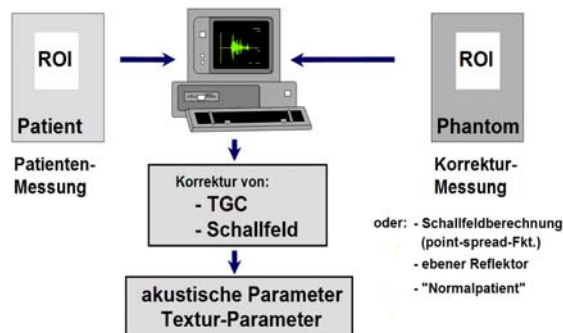 ROI
Patient
Patienten-
Messung
ROI
Phantom
Korrektur-
Messung
Korrektur von:
- TGC
- Schallfeld
oder: - Schallfeldberechnung
(point-spread-Fkt.)
- ebener Reflektor
- "Normalpatient"
akustische Parameter
Textur-Parameter